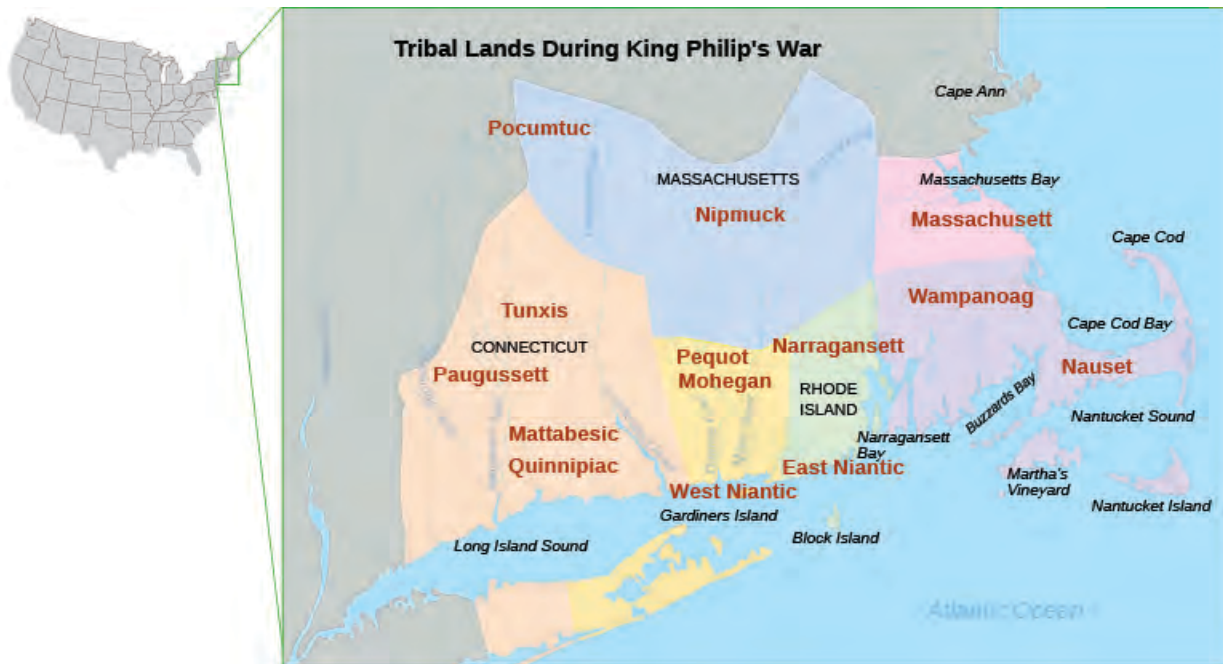 Tribal Lands During King Philip's War
Cape Ann
Pocumtuc
MASSACHUSETTS
Massachusetts Bay
Nipmuck
Massachusett
Cape Cod
Wampanoag
Tunxis
Cape Cod Bay
CONNECTICUT
Narragansett
Pequot
Mohegan
Paugussett
Nauset
RHODE
ISLAND
Buzzards Bay
Nantucket Sound
Mattabesic
Narragansett
Bay
Quinnipiac
East Niantic
Martha's
Vineyard
West Niantic
Nantucket Island
Gardiners Island
Block Island
Long Island Sound
Atlantic Ocean